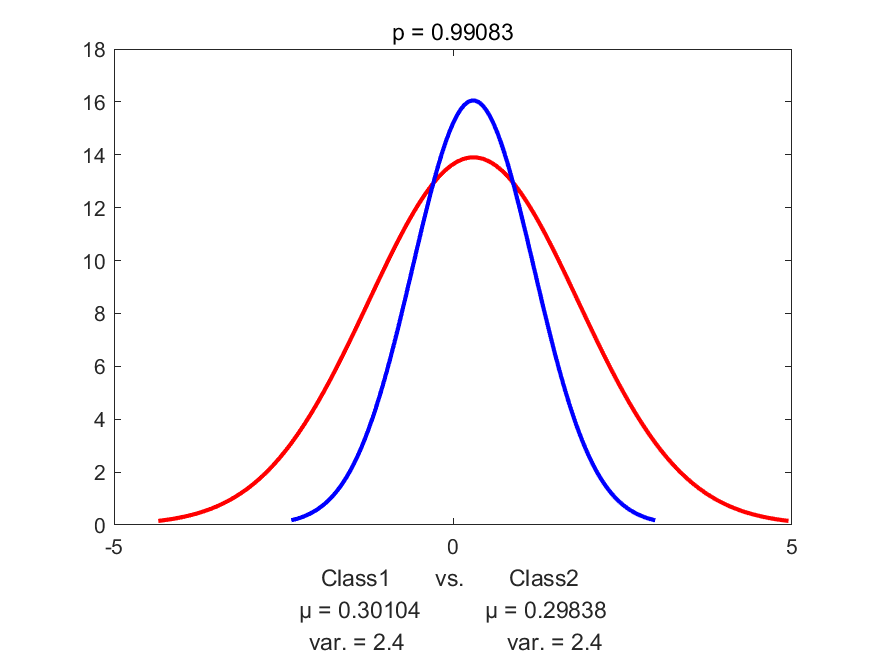 p = 0.99083
18
16
14
12
10
8
6
4
2
0
-5 0 5
Class1 vs. Class2
μ = 0.30104 μ = 0.29838
var. = 2.4 var. = 2.4